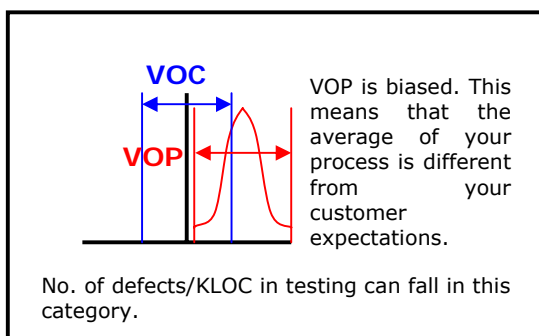 VOC
VOP
VOP is biased. This
means that the
average of your
process is different
from your
customer
expectations.
No. of defects/KLOC in testing can fall in this
category.